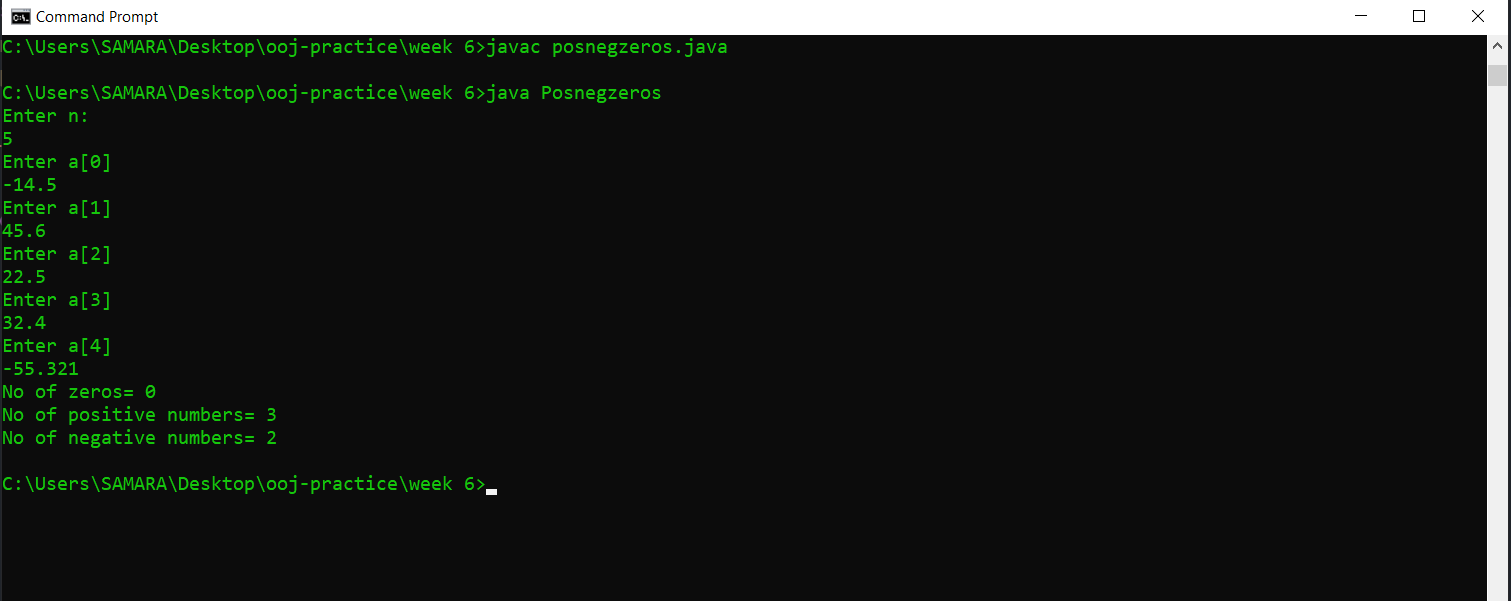 Command Prompt
C:\Users\SAMARA\Desktop\ooj-practice\week 6>javac posnegzeros.java
C:\Users\SAMARA\Desktop\ooj-practice\week 6>java Posnegzeros
Enter n:
5
Enter a[0]
-14.5
Enter a[1]
45.6
Enter a[2]
22.5
Enter a[3]
32.4
Enter a[4]
-55.321
No of zeros= 0
No of positive numbers= 3
No of negative numbers= 2
C:\Users\SAMARA\Desktop\ooj-practice\week 6>